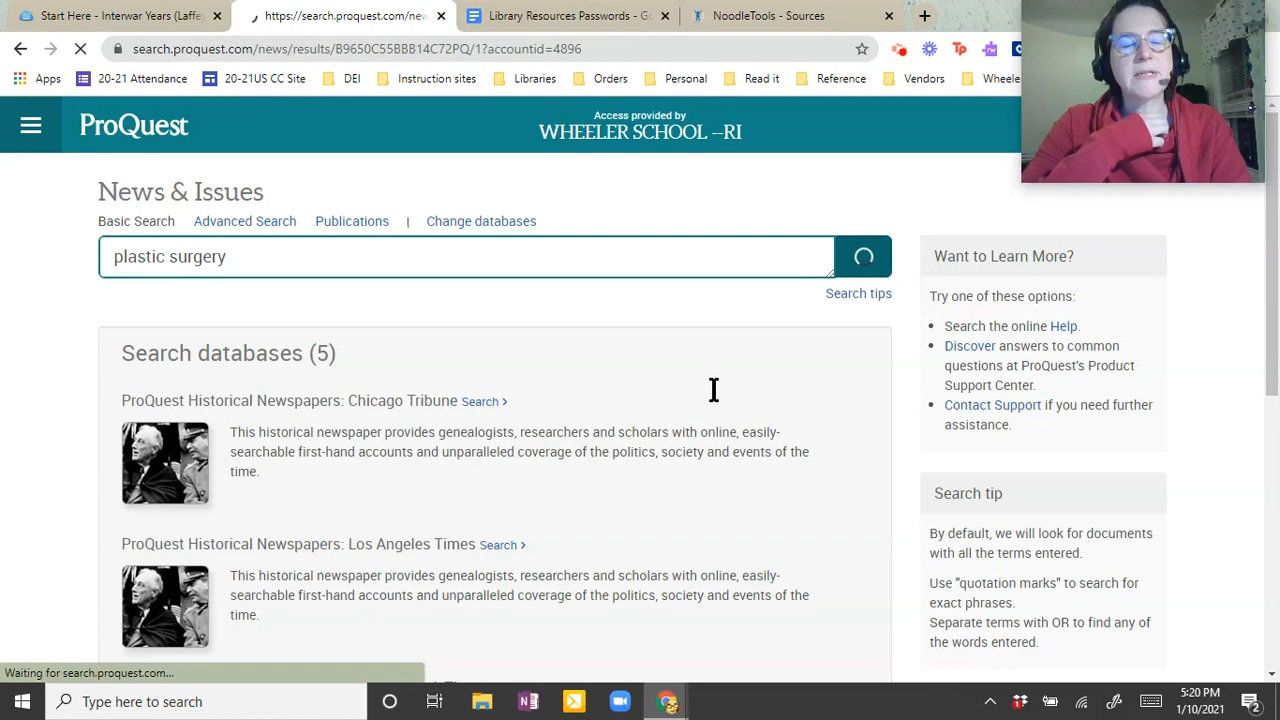 Start Here - Interwar Years (Laffe
https://search.proquest.com/new
Library Resources Passwords - Go
NoodleTools - Sources
search.proquest.com/news/results/B9650C55BBB14C72PQ/1?accountid=4896
Apps
20-21 Attendance
20-21US CC Site
DEI
Instruction sites
Libraries
Orders
Personal
Read it
Reference
Vendors
Wheele
ProQuest
Access provided by
WHEELER SCHOOL --RI
News & Issues
Basic Search
Advanced Search
Publications
|
Change databases
plastic surgery
Search tips
Search databases (5)
ProQuest Historical Newspapers: Chicago Tribune Search >
This historical newspaper provides genealogists, researchers and scholars with online, easily-
searchable first-hand accounts and unparalleled coverage of the politics, society and events of the
time.
ProQuest Historical Newspapers: Los Angeles Times Search >
This historical newspaper provides genealogists, researchers and scholars with online, easily-
searchable first-hand accounts and unparalleled coverage of the politics, society and events of the
time.
Want to Learn More?
Try one of these options:
• Search the online Help.
• Discover answers to common
questions at ProQuest's Product
Support Center.
• Contact Support if you need further
assistance.
Search tip
By default, we will look for documents
with all the terms entered.
Use "quotation marks" to search for
exact phrases.
Separate terms with OR to find any of
the words entered.
Waiting for search.proquest.com...
Type here to search
5:20 PM
1/10/2021
2